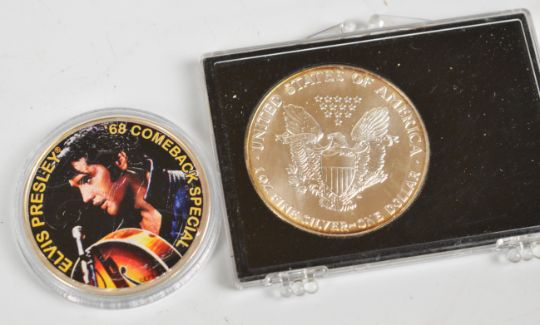 ELVIS PRESLEY® '68 COMEBACK SPECIAL
UNITED STATES OF AMERICA
1 OZ. FINE SILVER~ONE DOLLAR